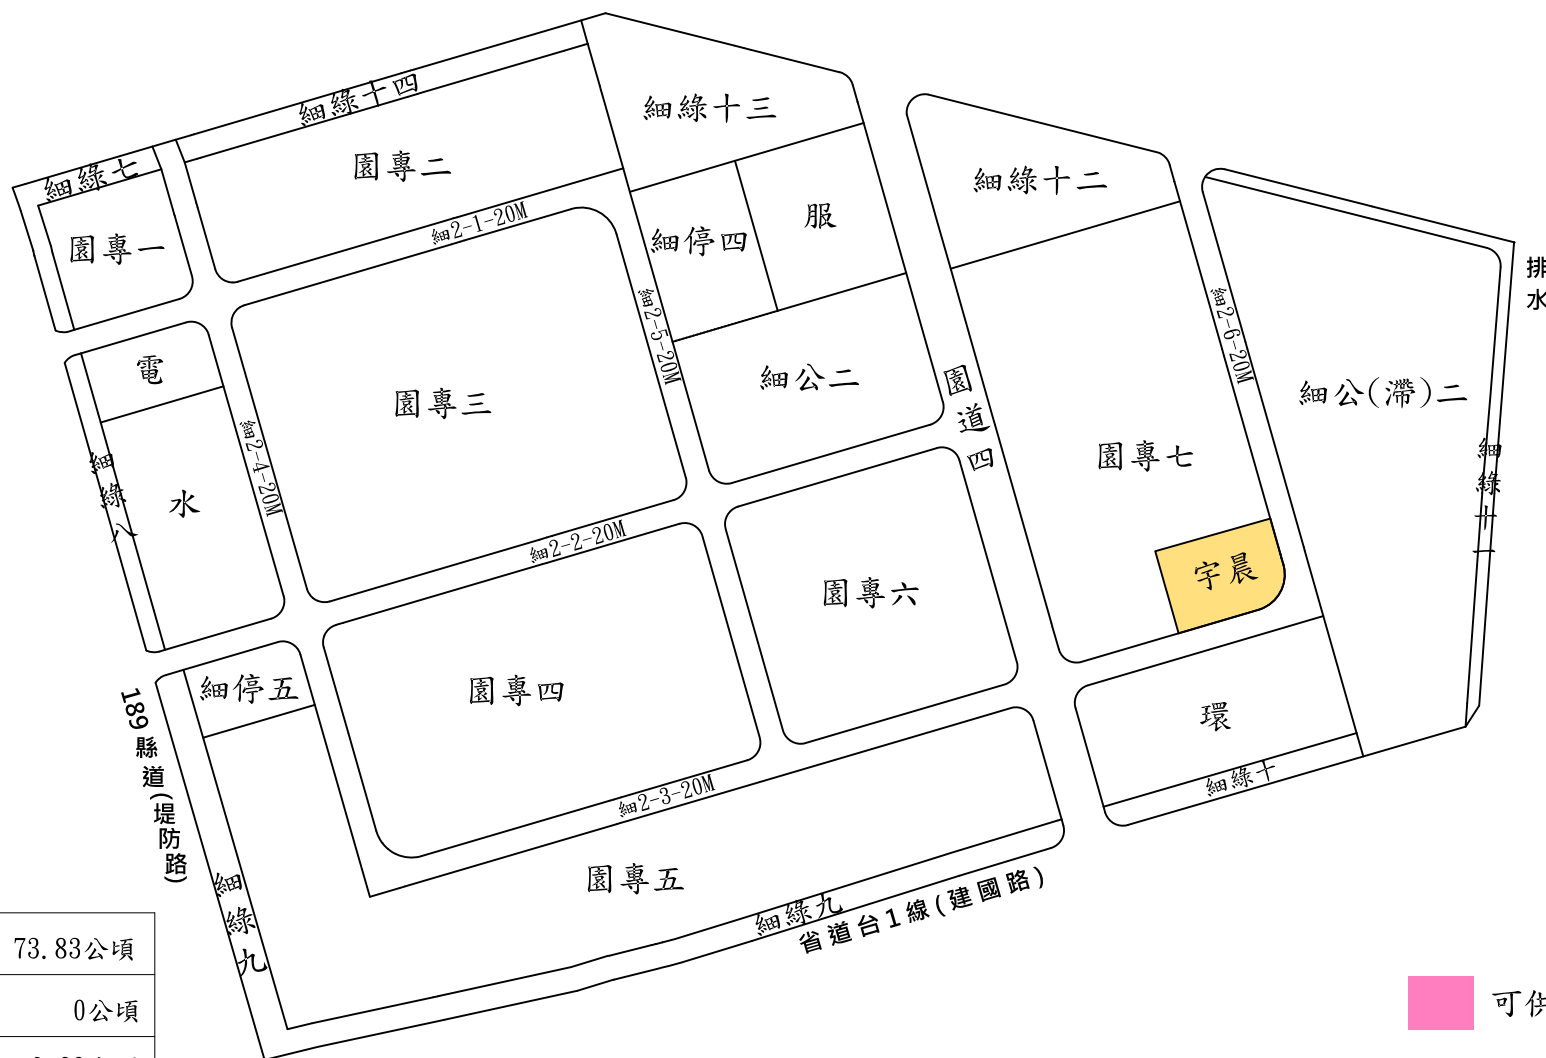 細綠十四
細綠七
園專二
細綠十三
園專一
細2-1-20M
細停四
服
細綠十二
排水
細2-5-20M
細2-6-20M
電
園專三
細公二
園道四
細公(滯)二
細2-4-20M
細綠八
水
園專七
細綠十一
細2-2-20M
園專六
宇晨
細停五
園專四
環
189縣道(堤防路)
細2-3-20M
細綠十
園專五
細綠九
細綠九
省道台1線(建國路)
73.83公頃
0公頃
可供